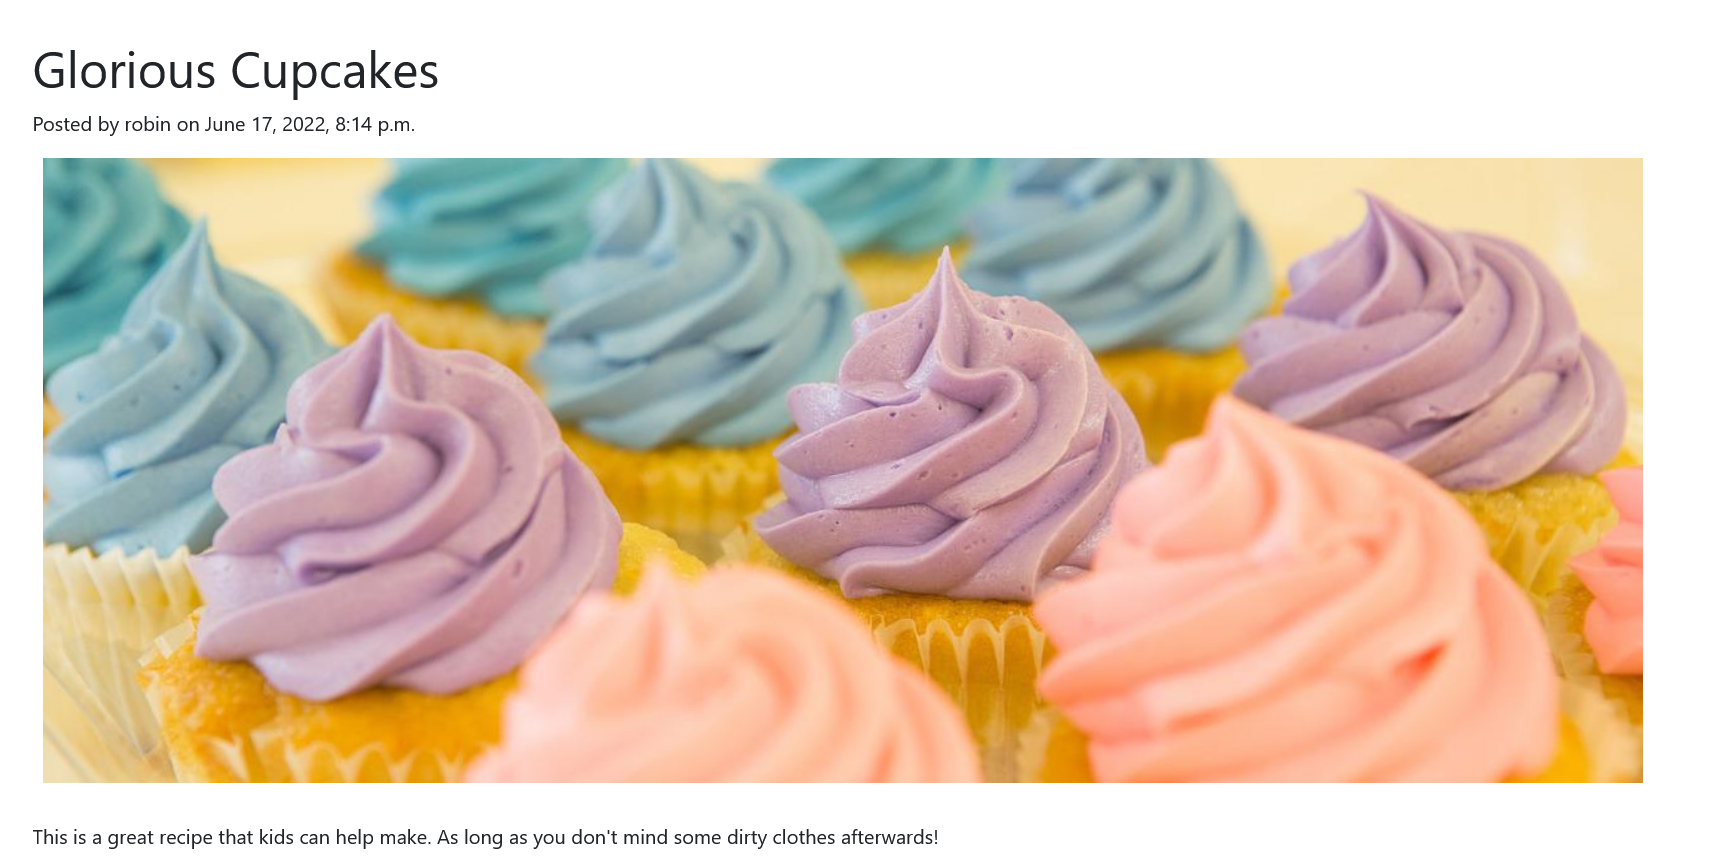 Glorious Cupcakes
Posted by robin on June 17, 2022, 8:14 p.m.
This is a great recipe that kids can help make. As long as you don't mind some dirty clothes afterwards!